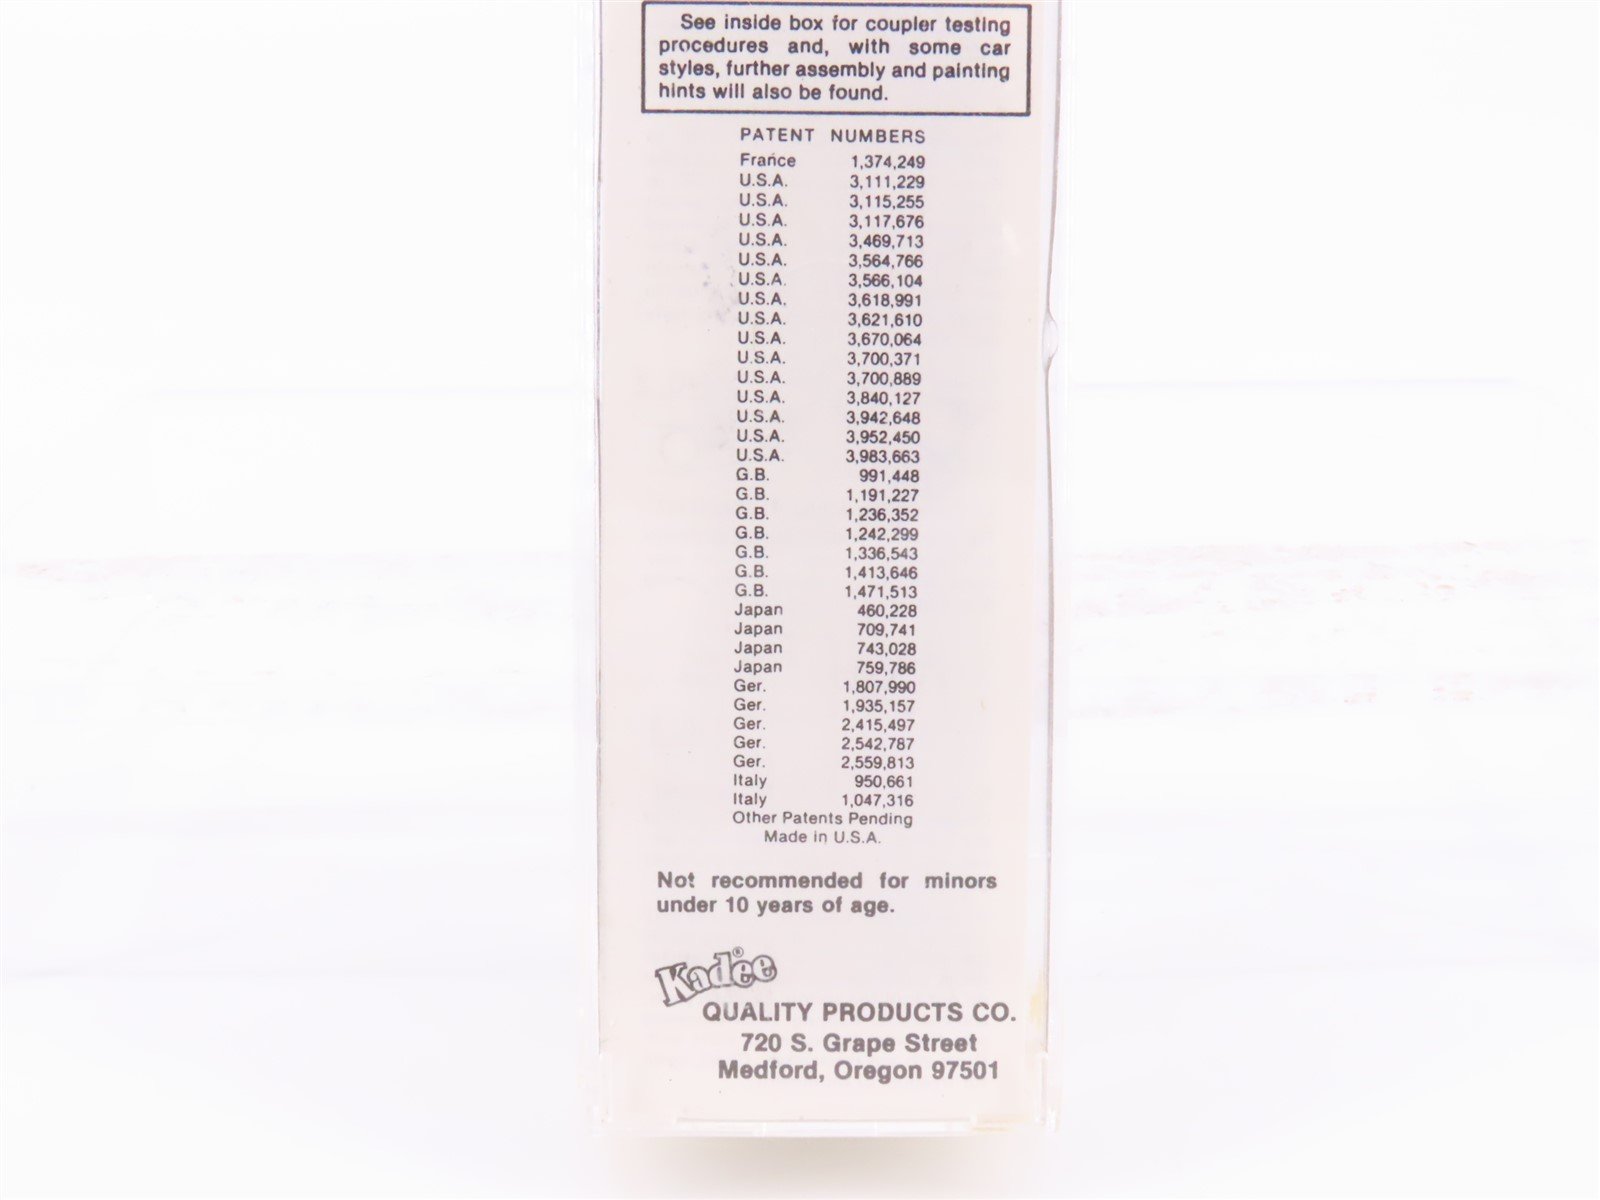 See inside box for coupler testing
procedures and, with some car
styles, further assembly and painting
hints will also be found.
PATENT NUMBERS
France 1,374,249
U.S.A. 3,111,229
U.S.A. 3,115,255
U.S.A. 3,117,676
U.S.A. 3,469,713
U.S.A. 3,564,766
U.S.A. 3,566,104
U.S.A. 3,618,991
U.S.A. 3,621,610
U.S.A. 3,670,064
U.S.A. 3,700,371
U.S.A. 3,700,889
U.S.A. 3,840,127
U.S.A. 3,942,648
U.S.A. 3,952,450
U.S.A. 3,983,663
G.B. 991,448
G.B. 1,191,227
G.B. 1,236,352
G.B. 1,242,299
G.B. 1,336,543
G.B. 1,413,646
G.B. 1,471,513
Japan 460,228
Japan 709,741
Japan 743,028
Japan 759,786
Ger. 1,807,990
Ger. 1,935,157
Ger. 2,415,497
Ger. 2,542,787
Ger. 2,559,813
Italy 950,661
Italy 1,047,316
Other Patents Pending
Made in U.S.A.
Not recommended for minors
under 10 years of age.
Kadee®
QUALITY PRODUCTS CO.
720 S. Grape Street
Medford, Oregon 97501